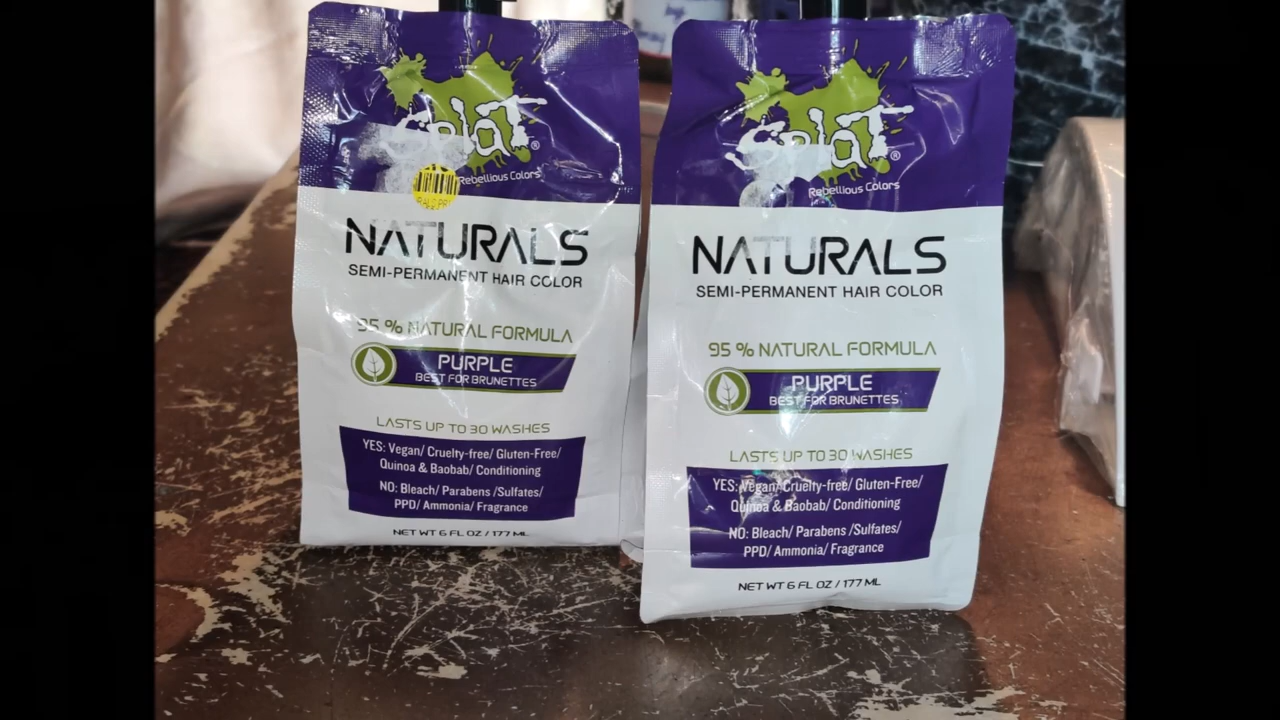 Splat®
Rebellious Colors
NATURALS
SEMI-PERMANENT HAIR COLOR
95 % NATURAL FORMULA
PURPLE
BEST FOR BRUNETTES
LASTS UP TO 30 WASHES
YES: Vegan/ Cruelty-free/ Gluten-Free/
Quinoa & Baobab/ Conditioning
NO: Bleach/ Parabens /Sulfates/
PPD/ Ammonia/ Fragrance
NET WT 6 FL OZ / 177 ML
Splat®
Rebellious Colors
NATURALS
SEMI-PERMANENT HAIR COLOR
95 % NATURAL FORMULA
PURPLE
BEST FOR BRUNETTES
LASTS UP TO 30 WASHES
YES: Vegan/ Cruelty-free/ Gluten-Free/
Quinoa & Baobab/ Conditioning
NO: Bleach/ Parabens /Sulfates/
PPD/ Ammonia/ Fragrance
NET WT 6 FL OZ / 177 ML